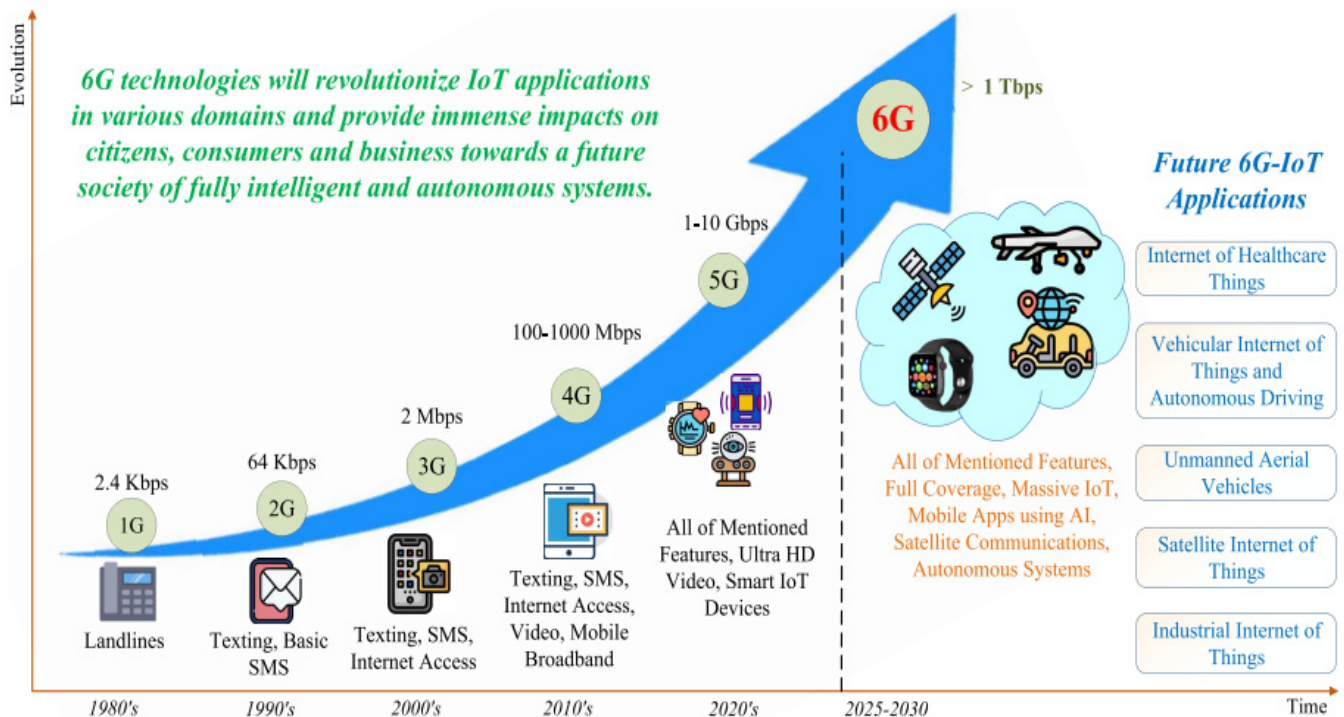 Evolution
6G technologies will revolutionize IoT applications
in various domains and provide immense impacts on
citizens, consumers and business towards a future
society of fully intelligent and autonomous systems.
2.4 Kbps
1G
Landlines
1980's
64 Kbps
2G
Texting, Basic
SMS
1990's
2 Mbps
3G
Texting, SMS,
Internet Access
2000's
100-1000 Mbps
4G
Texting, SMS,
Internet Access,
Video, Mobile
Broadband
2010's
1-10 Gbps
5G
All of Mentioned
Features, Ultra HD
Video, Smart IoT
Devices
2020's
> 1 Tbps
6G
All of Mentioned Features,
Full Coverage, Massive IoT,
Mobile Apps using AI,
Satellite Communications,
Autonomous Systems
2025-2030
Future 6G-IoT
Applications
Internet of Healthcare
Things
Vehicular Internet of
Things and
Autonomous Driving
Unmanned Aerial
Vehicles
Satellite Internet of
Things
Industrial Internet of
Things
Time